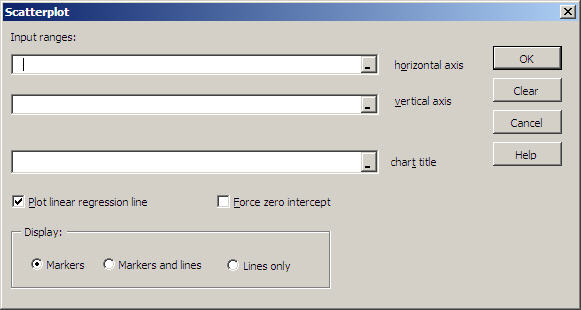 Scatterplot
Input ranges:
horizontal axis
OK
vertical axis
Clear
Cancel
chart title
Help
Plot linear regression line
Force zero intercept
Display:
Markers
Markers and lines
Lines only